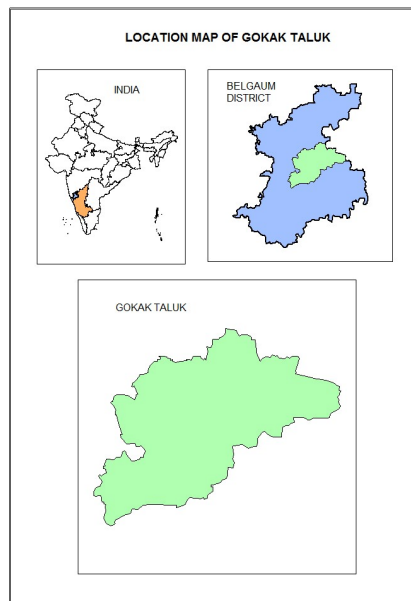 LOCATION MAP OF GOKAK TALUK
INDIA
BELGAUM
DISTRICT
GOKAK TALUK